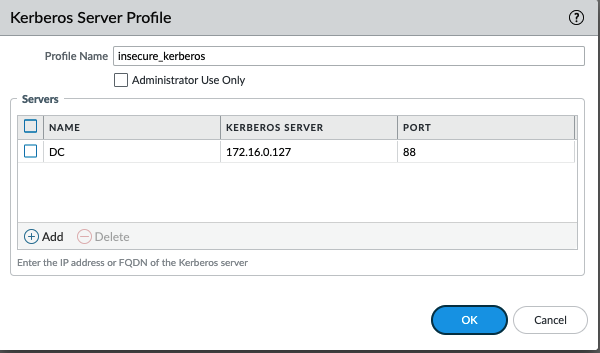 Kerberos Server Profile
Profile Name insecure_kerberos
Administrator Use Only
Servers
NAME KERBEROS SERVER PORT
DC 172.16.0.127 88
Add Delete
Enter the IP address or FQDN of the Kerberos server
OK Cancel